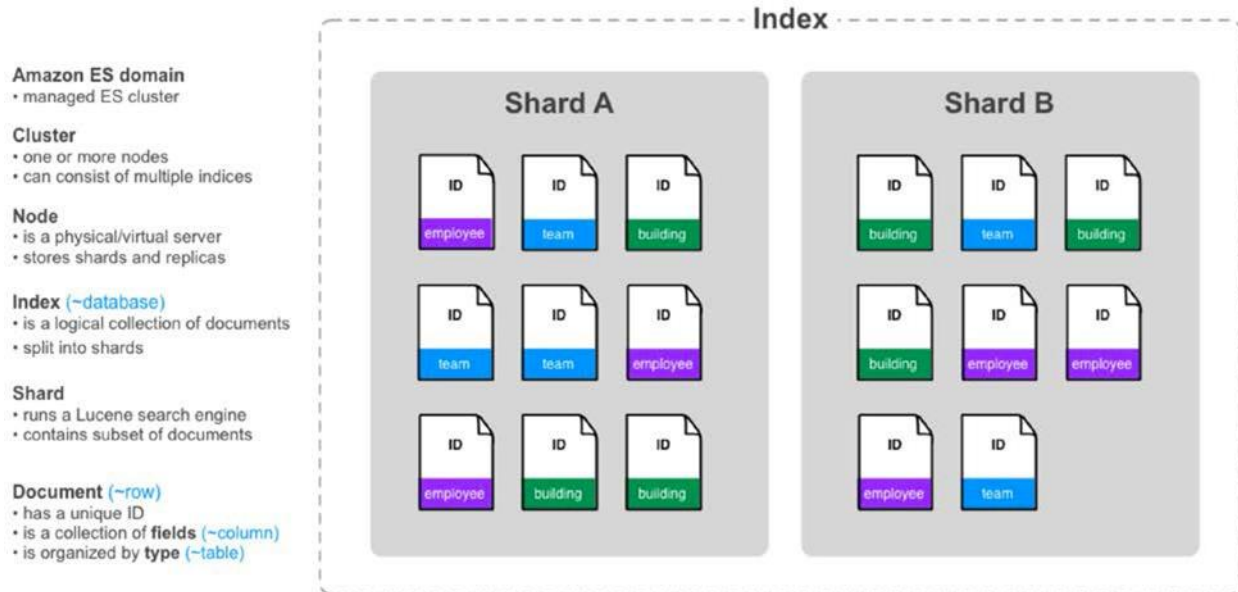 Index
Amazon ES domain
• managed ES cluster
Cluster
• one or more nodes
• can consist of multiple indices
Node
• is a physical/virtual server
• stores shards and replicas
Index (~database)
• is a logical collection of documents
• split into shards
Shard
• runs a Lucene search engine
• contains subset of documents
Document (~row)
• has a unique ID
• is a collection of fields (~column)
• is organized by type (~table)
Shard A
ID ID ID
employee team building
ID ID ID
team team employee
ID ID ID
employee building building
Shard B
ID ID ID
building team building
ID ID ID
building employee employee
ID ID
employee team